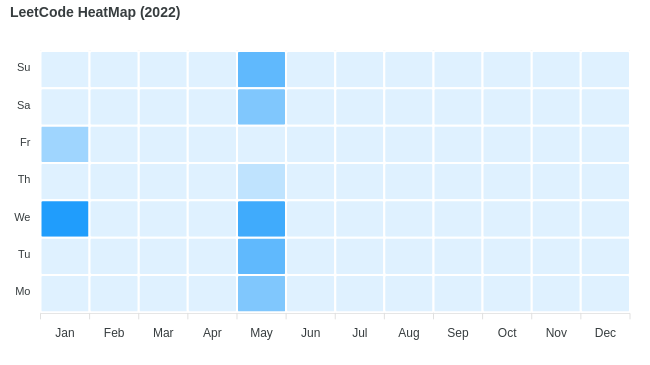 LeetCode HeatMap (2022)
Su
Sa
Fr
Th
We
Tu
Mo
Jan Feb Mar Apr May Jun Jul Aug Sep Oct Nov Dec